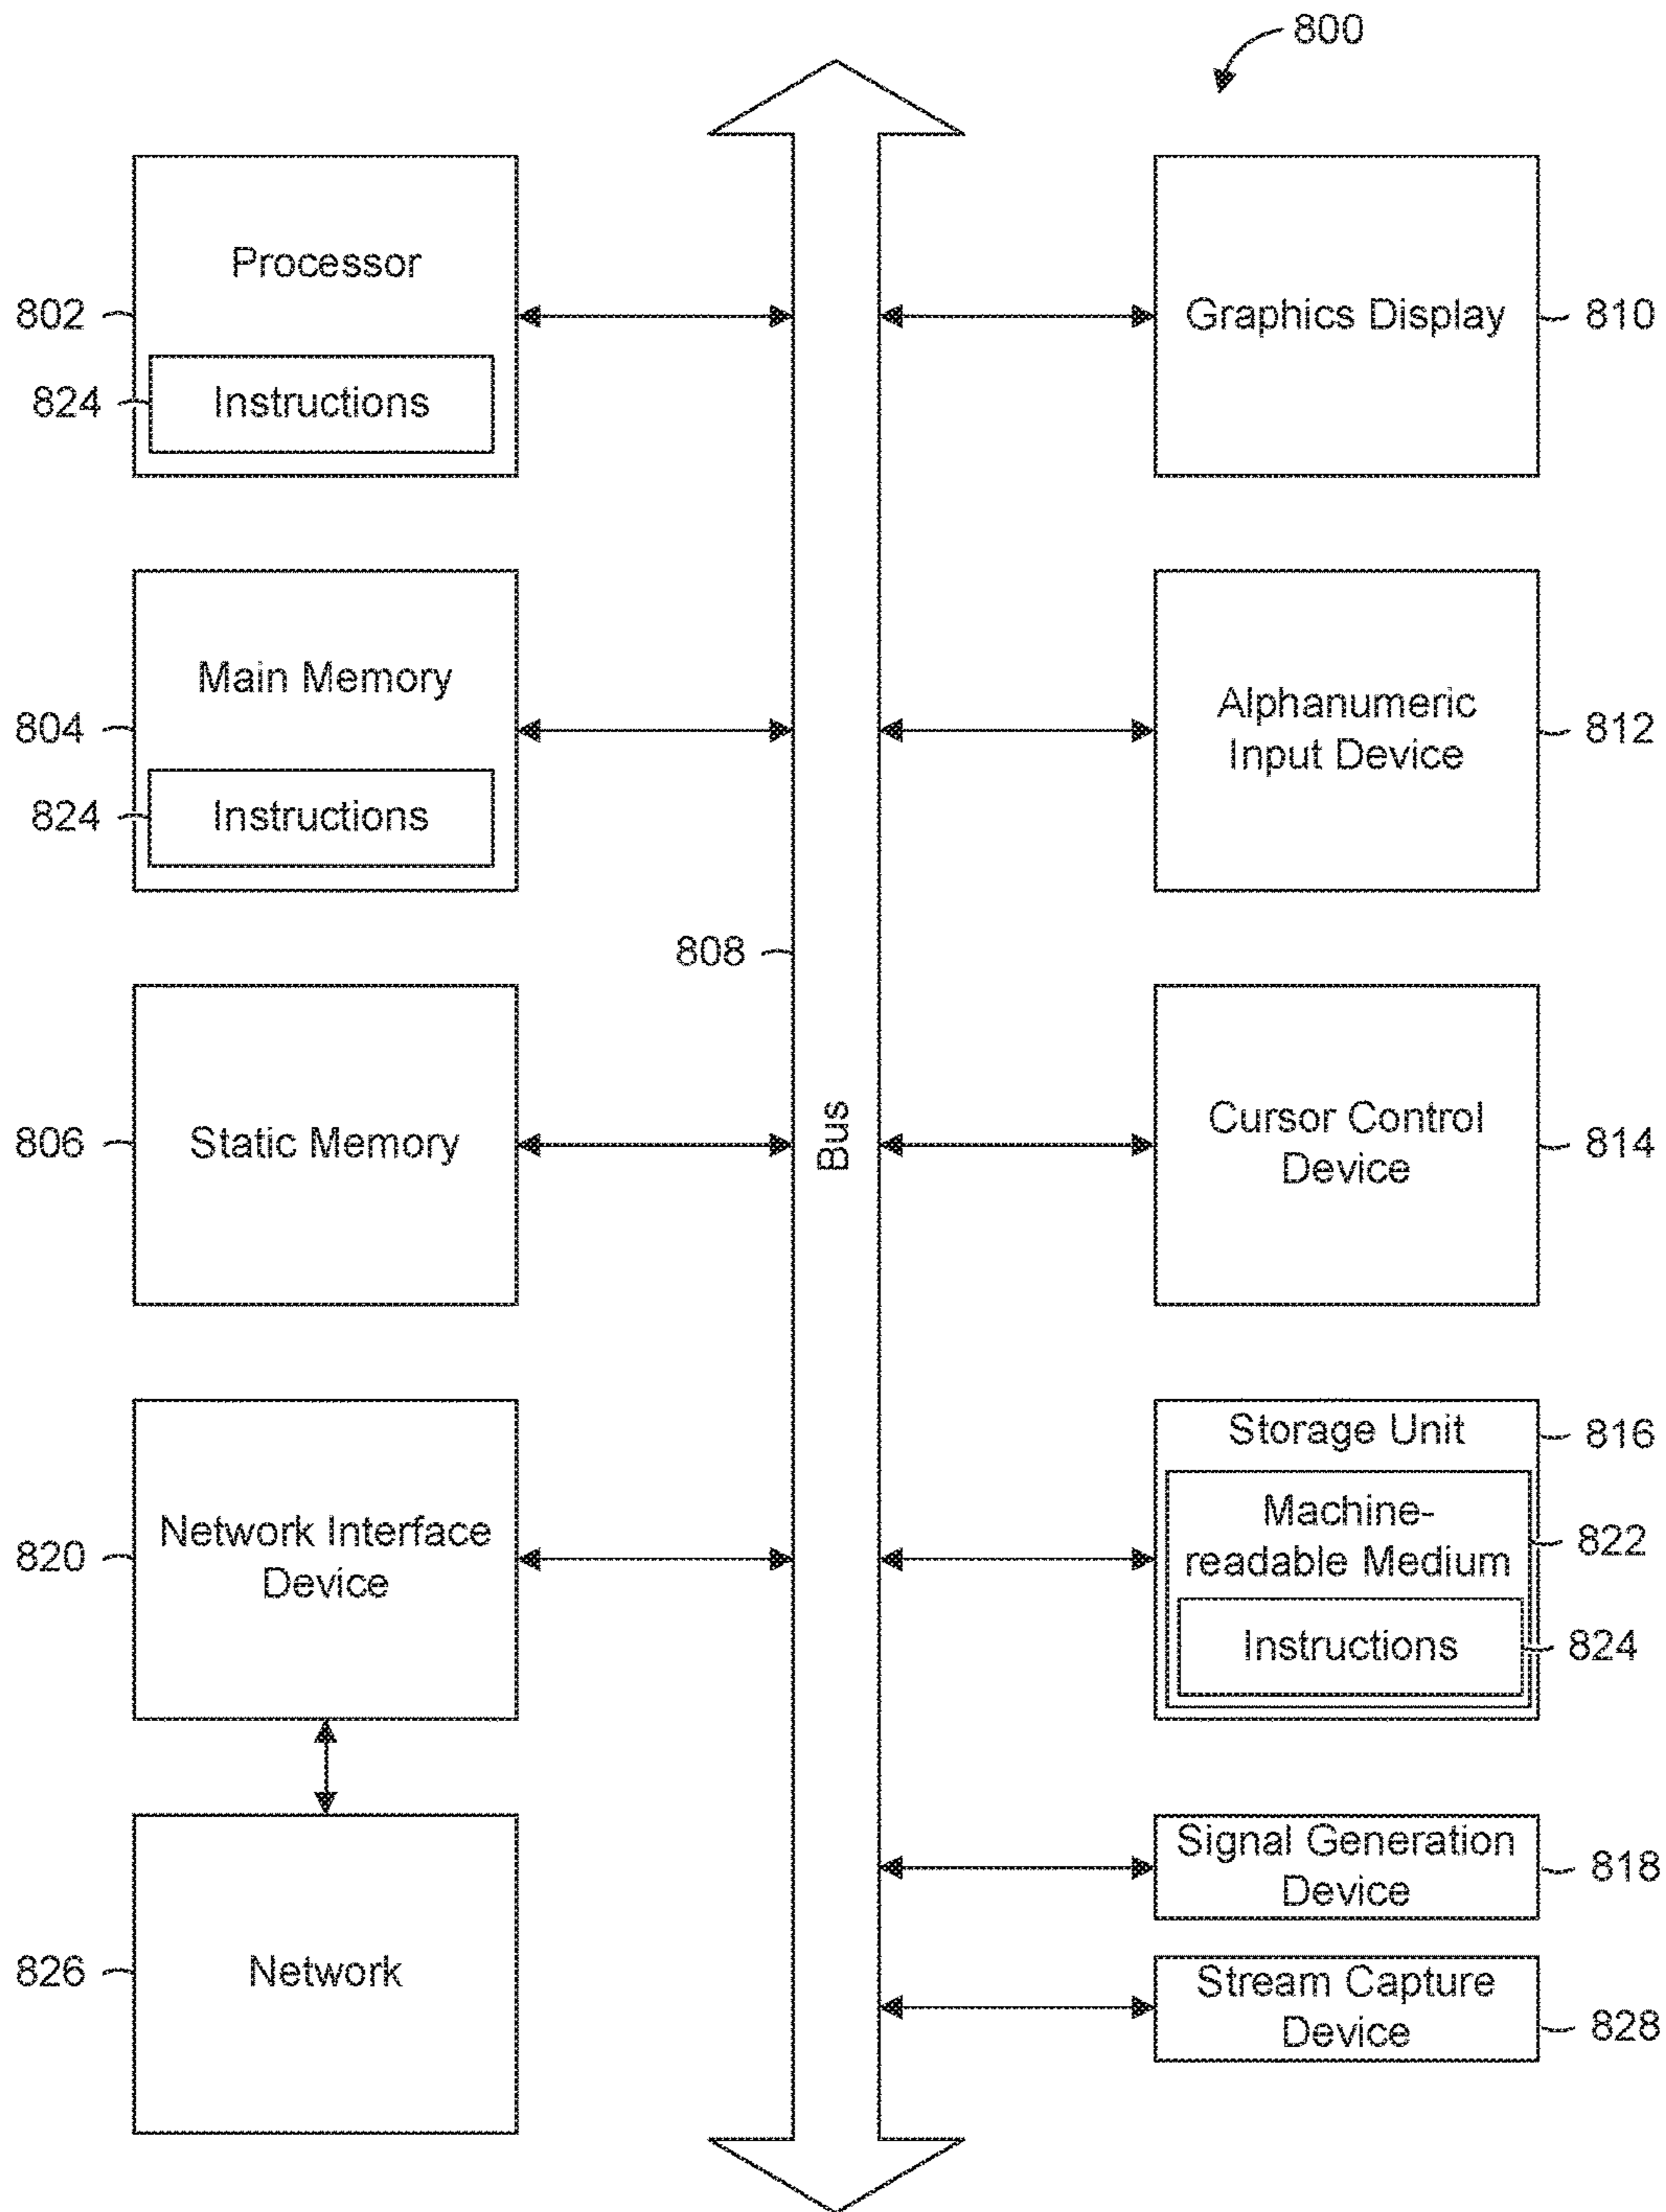 800
Processor
802
824
Instructions
Graphics Display
810
Main Memory
804
824
Instructions
Alphanumeric
Input Device
812
808
Bus
806
Static Memory
Cursor Control
Device
814
820
Network Interface
Device
Storage Unit
816
Machine-
readable Medium
822
Instructions
824
826
Network
Signal Generation
Device
818
Stream Capture
Device
828